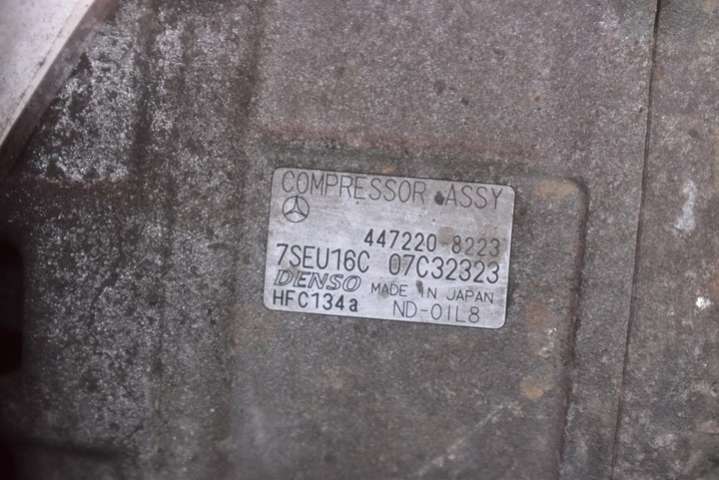 COMPRESSOR ASSY
447220-8223
7SEU16C 07C32323
DENSO MADE IN JAPAN
HFC134a ND-OIL8